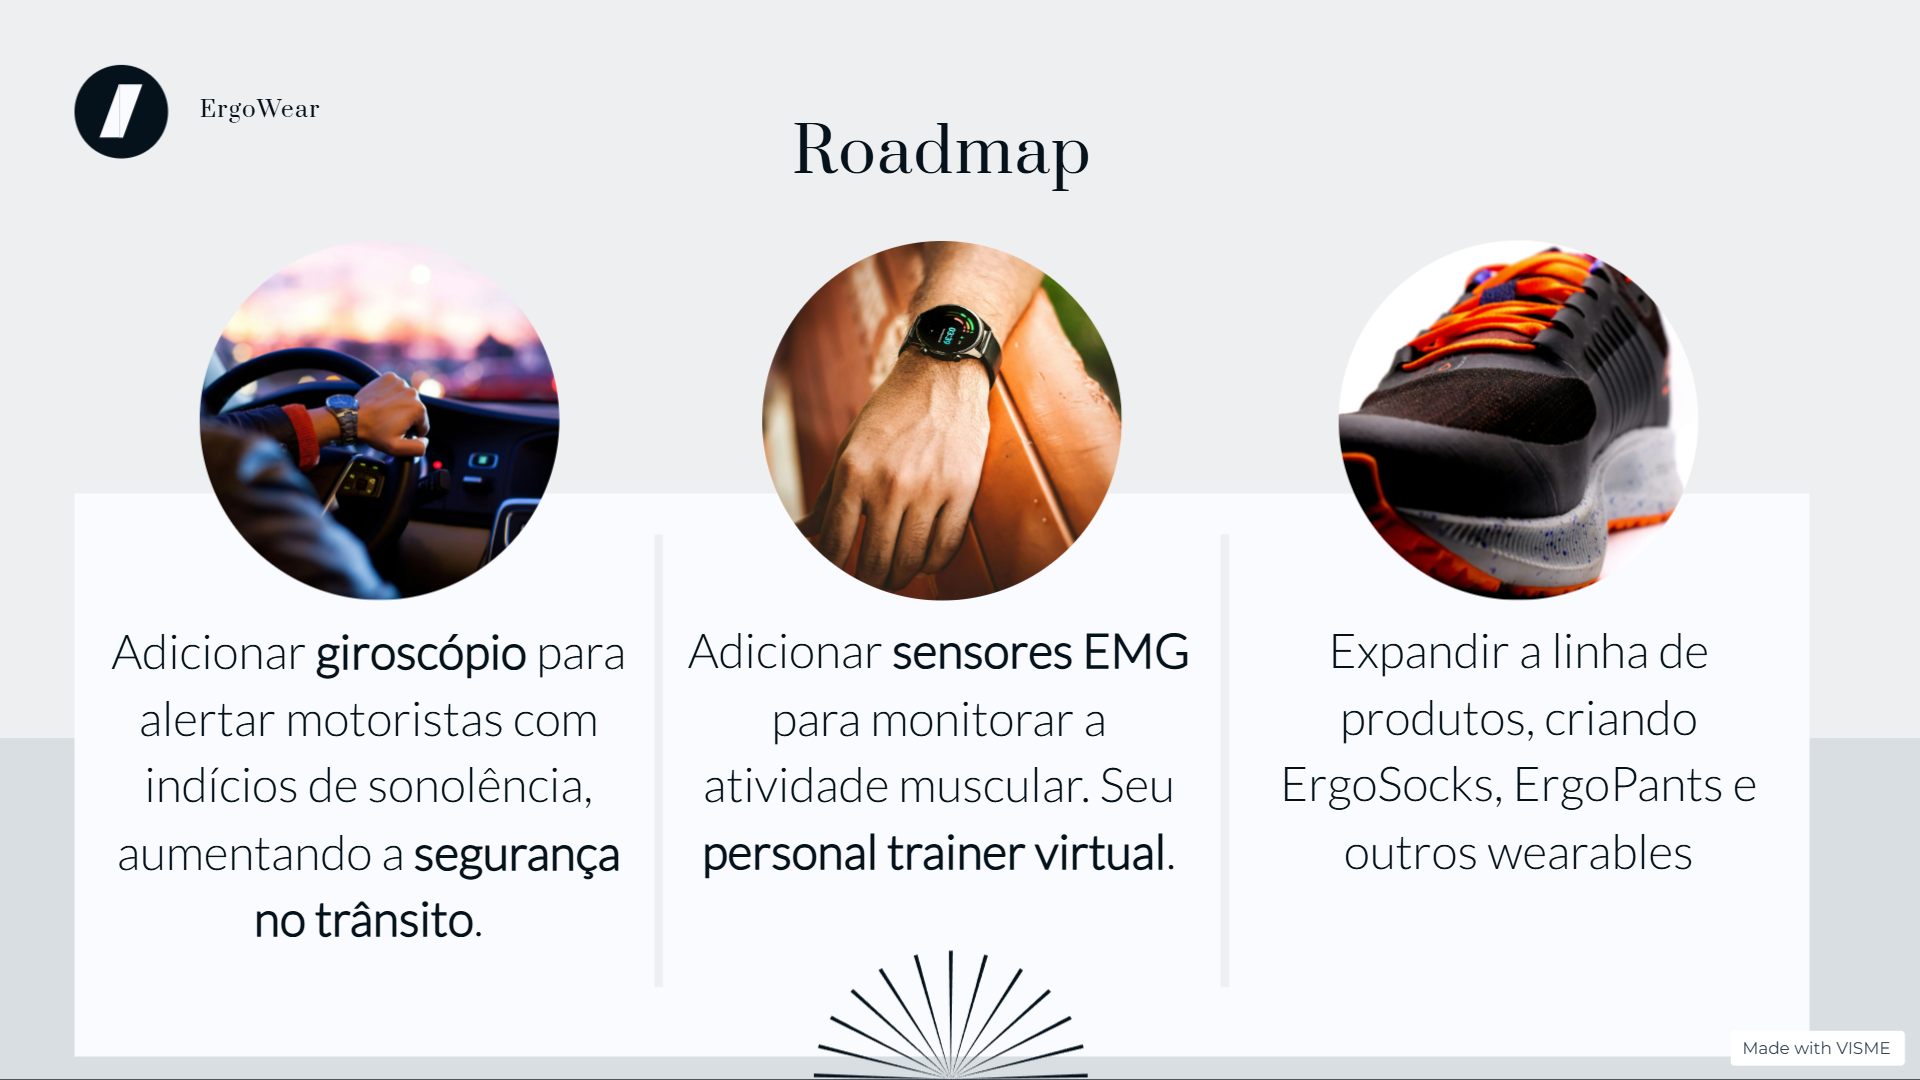 ErgoWear
Roadmap
Adicionar giroscópio para
alertar motoristas com
indícios de sonolência,
aumentando a segurança
no trânsito.
Adicionar sensores EMG
para monitorar a
atividade muscular. Seu
personal trainer virtual.
Expandir a linha de
produtos, criando
ErgoSocks, ErgoPants e
outros wearables
Made with VISME